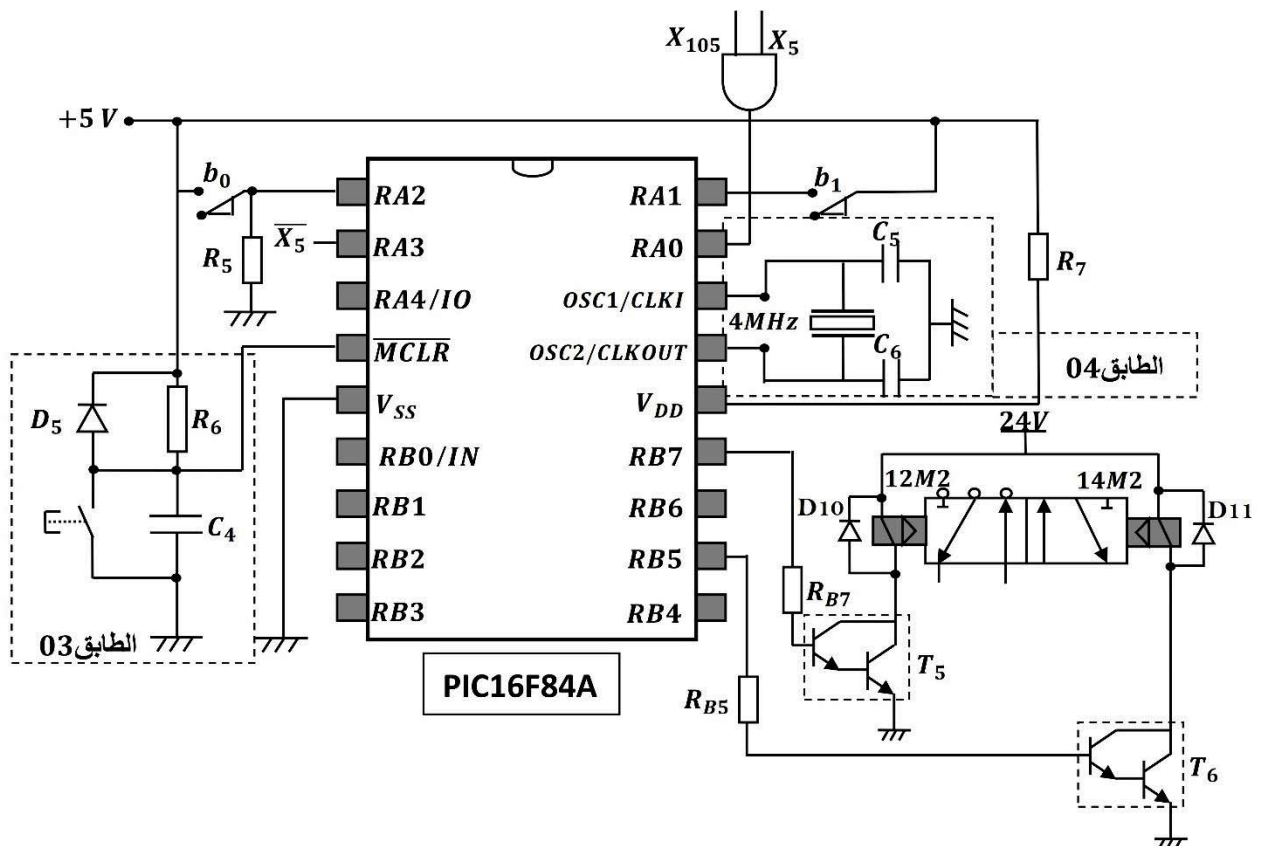 X105 X5
+5 V
b0
RA2
RA1
b1
X̅5̅
RA3
RA0
C5
R5
R7
RA4/IO
OSC1/CLKI
4MHz
M̅C̅L̅R̅
OSC2/CLKOUT
C6
الطابق04
D5
R6
VSS
VDD
24V
RB0/IN
RB7
12M2
14M2
D10
D11
C4
RB1
RB6
RB2
RB5
RB7
RB3
RB4
الطابق03
T5
PIC16F84A
RB5
T6